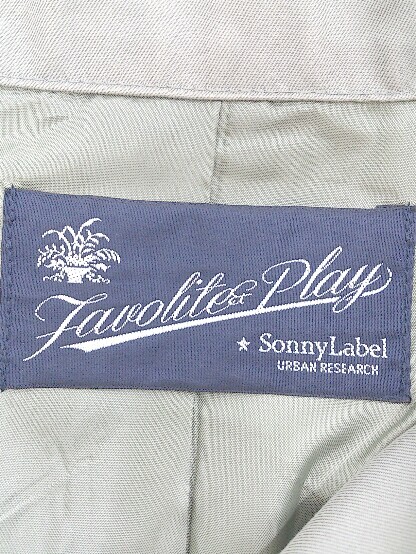 Favolite & Play
★ SonnyLabel
URBAN RESEARCH